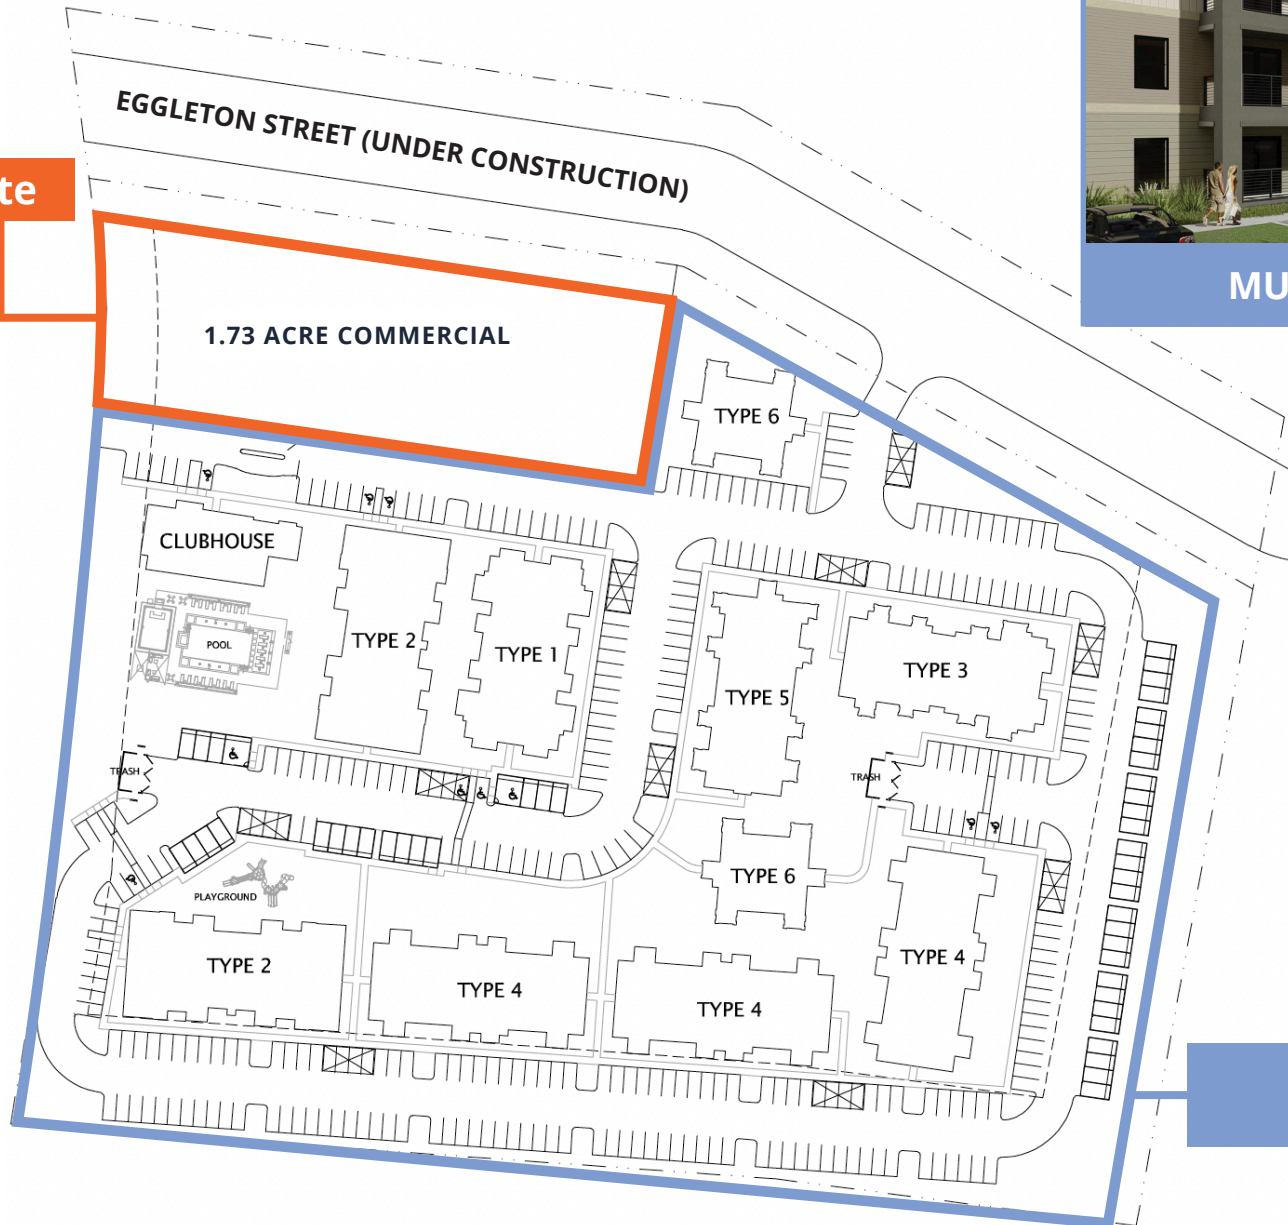 EGGLETON STREET (UNDER CONSTRUCTION)
te
MU
1.73 ACRE COMMERCIAL
TYPE 6
CLUBHOUSE
TYPE 2
TYPE 1
POOL
TYPE 3
TYPE 5
TRASH
TRASH
TYPE 6
PLAYGROUND
TYPE 2
TYPE 4
TYPE 4
TYPE 4